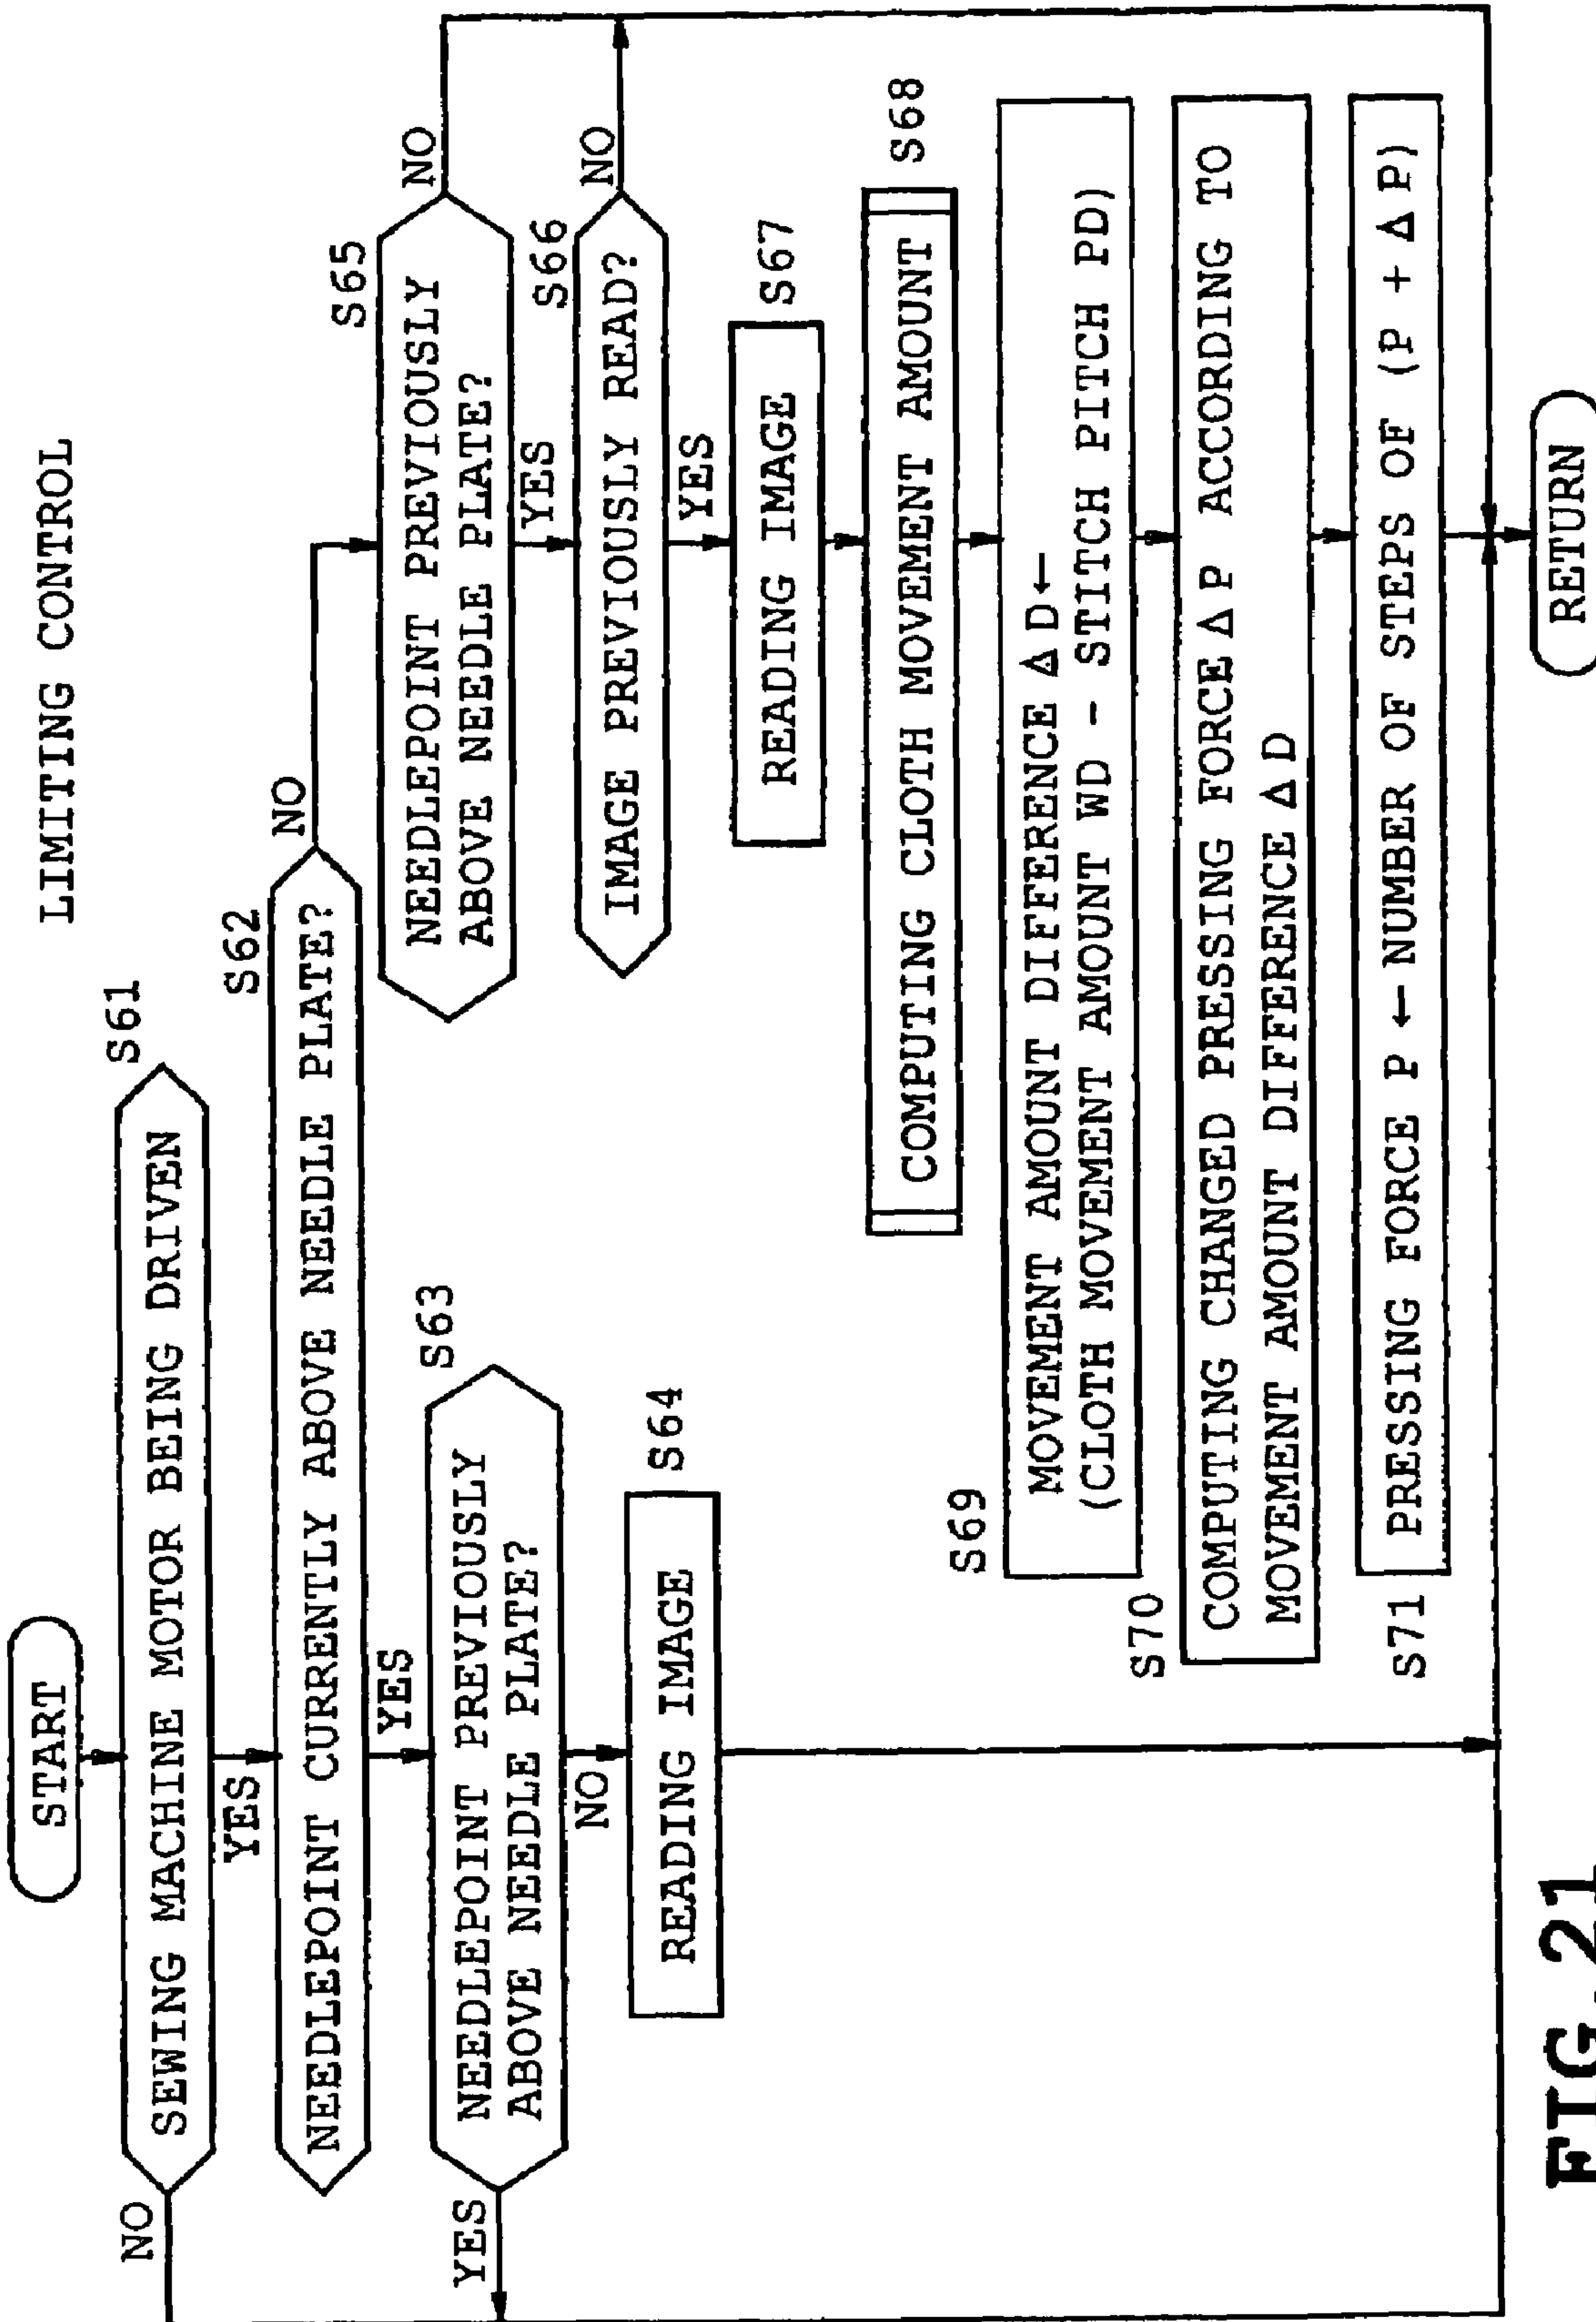 LIMITING CONTROL
START
SEWING MACHINE MOTOR BEING DRIVEN
S61
NO
YES
NEEDLEPOINT CURRENTLY ABOVE NEEDLE PLATE?
S62
NO
YES
NEEDLEPOINT PREVIOUSLY
ABOVE NEEDLE PLATE?
S63
YES
NO
READING IMAGE
S64
S65
NEEDLEPOINT PREVIOUSLY
ABOVE NEEDLE PLATE?
NO
YES
S66
IMAGE PREVIOUSLY READ?
NO
YES
READING IMAGE
S67
COMPUTING CLOTH MOVEMENT AMOUNT
S68
S69
MOVEMENT AMOUNT DIFFERENCE Δ D ←
(CLOTH MOVEMENT AMOUNT WD - STITCH PITCH PD)
S70
COMPUTING CHANGED PRESSING FORCE Δ P ACCORDING TO
MOVEMENT AMOUNT DIFFERENCE Δ D
S71
PRESSING FORCE P ← NUMBER OF STEPS OF (P + Δ P)
RETURN
FIG.21